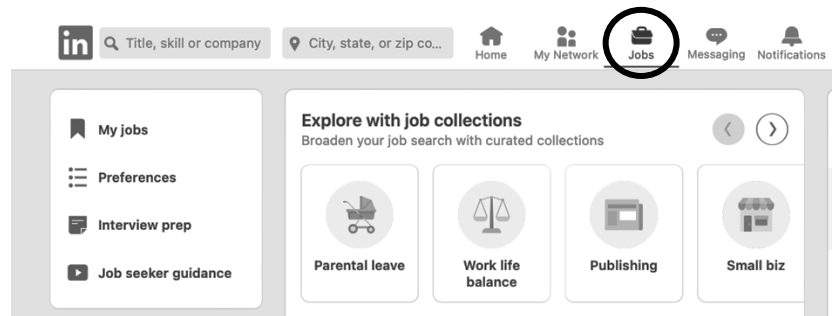 in
Title, skill or company
City, state, or zip co...
Home
My Network
Jobs
Messaging
Notifications
My jobs
Preferences
Interview prep
Job seeker guidance
Explore with job collections
Broaden your job search with curated collections
Parental leave
Work life
balance
Publishing
Small biz